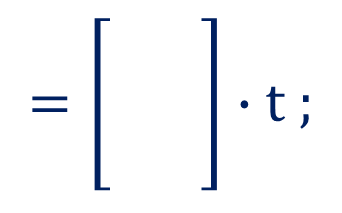 = [ ] · t ;